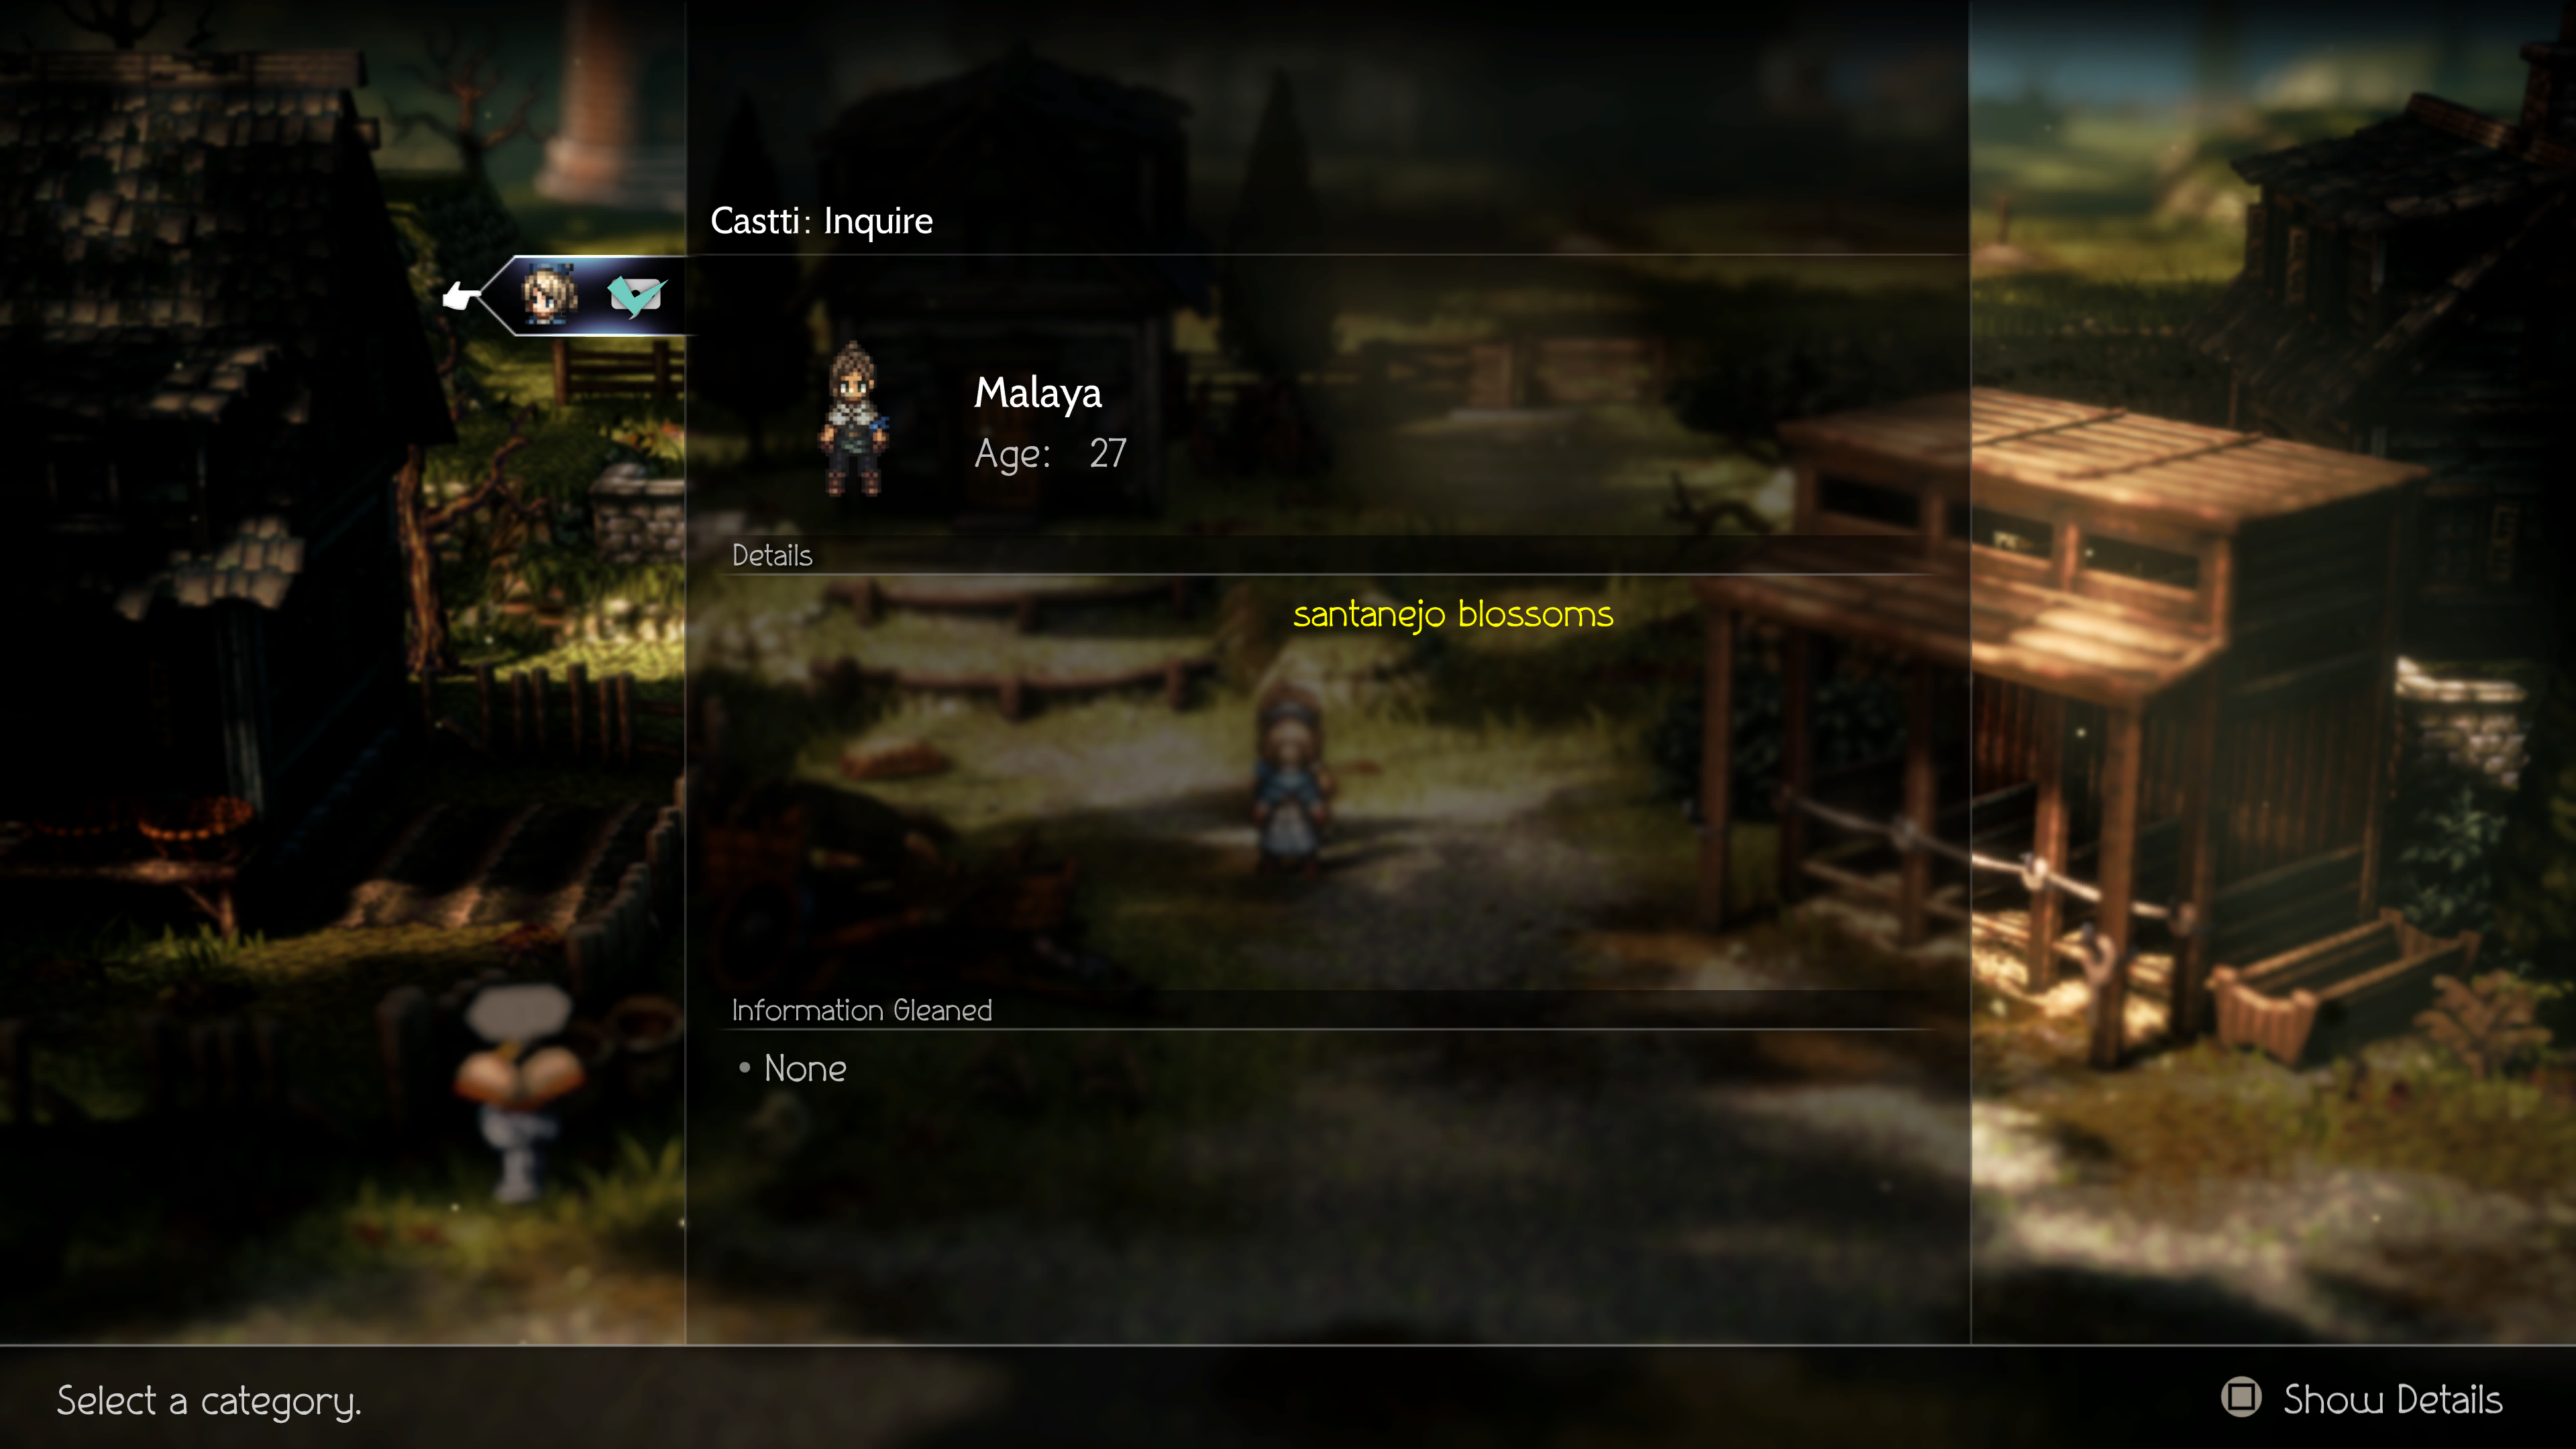 Castti: Inquire
Malaya
Age: 27
Details
santanejo blossoms
Information Gleaned
• None
Select a category.
Show Details